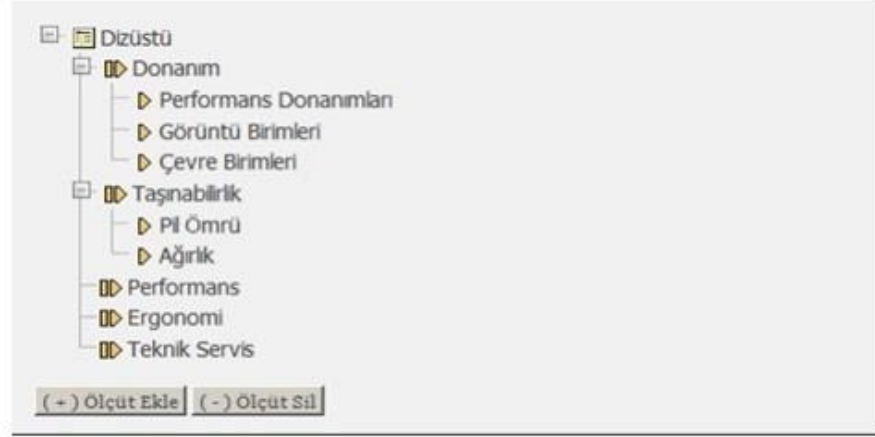 Dizüstü
Donanım
Performans Donanımları
Görüntü Birimleri
Çevre Birimleri
Taşınabilirlik
Pil Ömrü
Ağırlık
Performans
Ergonomi
Teknik Servis
(+) Ölçüt Ekle (-) Ölçüt Sil